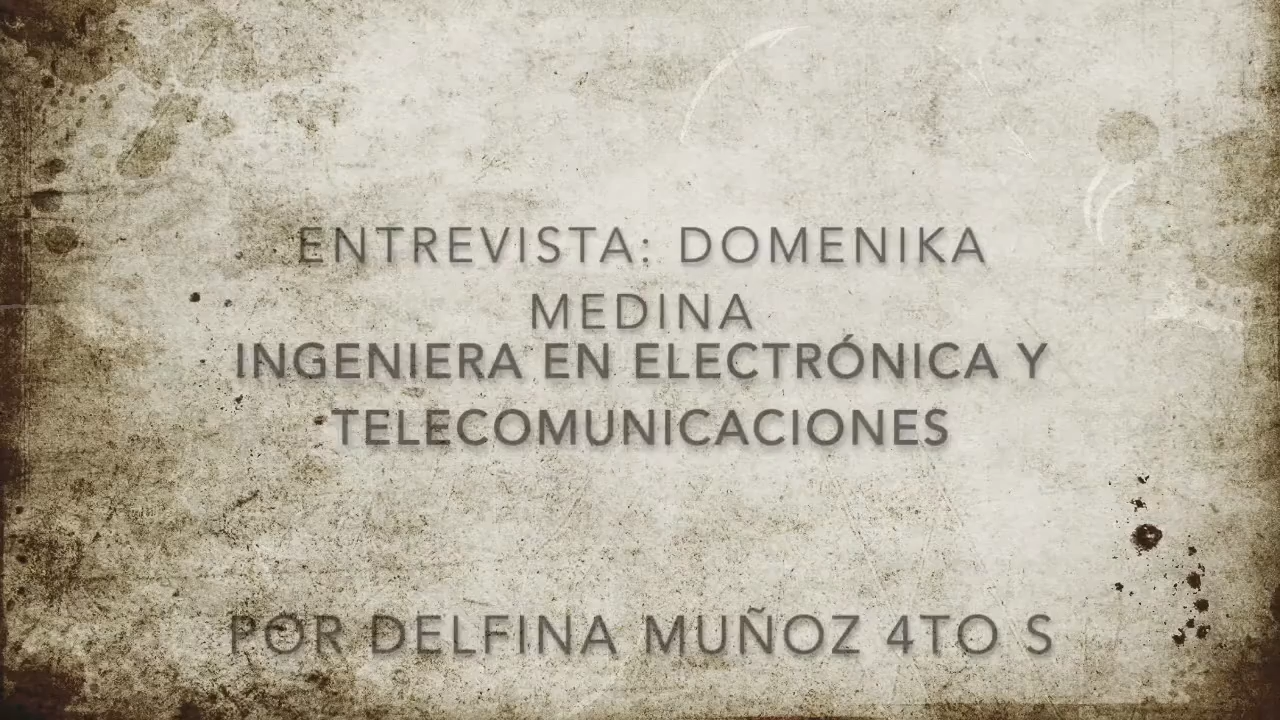 ENTREVISTA: DOMENIKA
MEDINA
INGENIERA EN ELECTRÓNICA Y
TELECOMUNICACIONES
POR DELFINA MUÑOZ 4TO S